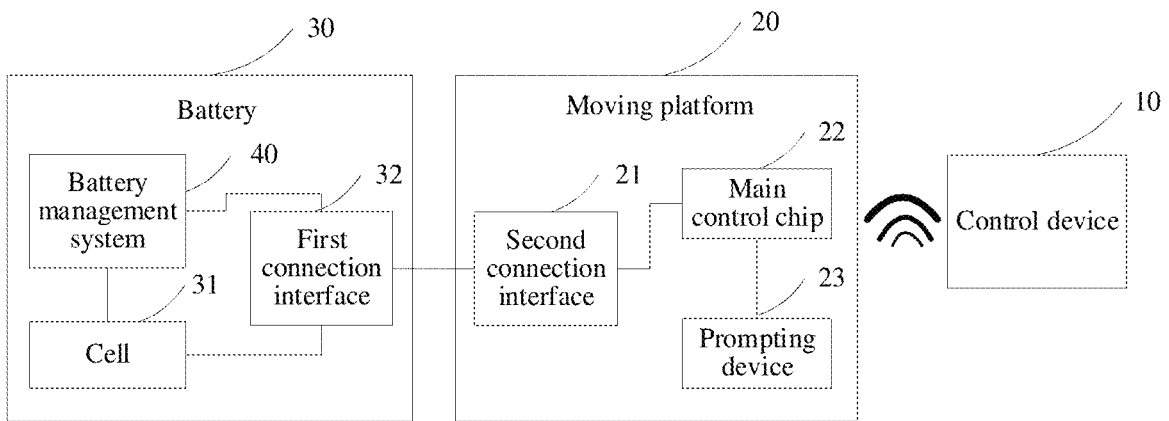 30
20
10
Battery
Moving platform
40
32
21
22
Battery
management
system
First
connection
interface
Second
connection
interface
Main
control chip
Control device
31
23
Cell
Prompting
device